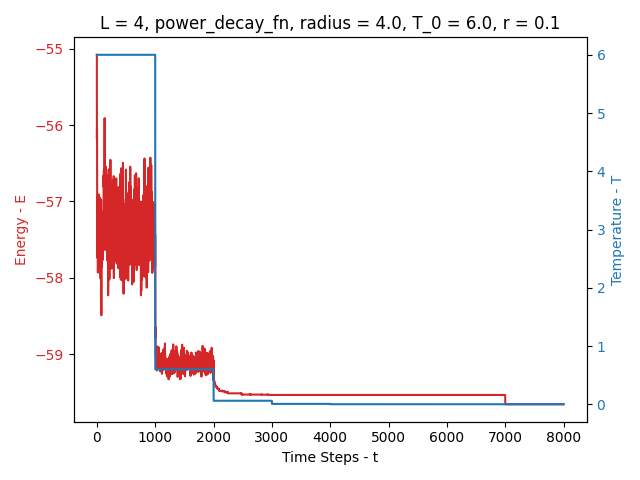 L = 4, power_decay_fn, radius = 4.0, T_0 = 6.0, r = 0.1
−55
−56
−57
−58
−59
Energy - E
6
5
4
3
2
1
0
Temperature - T
0 1000 2000 3000 4000 5000 6000 7000 8000
Time Steps - t